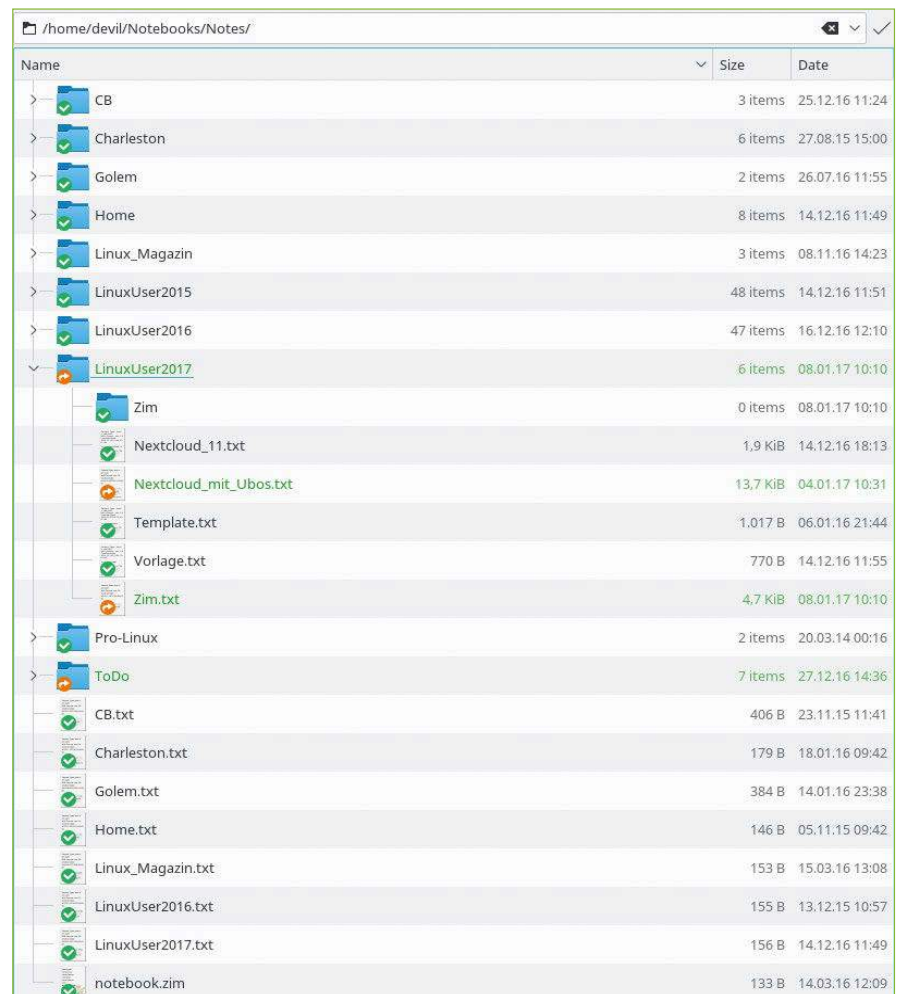 /home/devil/Notebooks/Notes/
Name Size Date
CB 3 items 25.12.16 11:24
Charleston 6 items 27.08.15 15:00
Golem 2 items 26.07.16 11:55
Home 8 items 14.12.16 11:49
Linux_Magazin 3 items 08.11.16 14:23
LinuxUser2015 48 items 14.12.16 11:51
LinuxUser2016 47 items 16.12.16 12:10
LinuxUser2017 6 items 08.01.17 10:10
Zim 0 items 08.01.17 10:10
Nextcloud_11.txt 1,9 KiB 14.12.16 18:13
Nextcloud_mit_Ubos.txt 13,7 KiB 04.01.17 10:31
Template.txt 1.017 B 06.01.16 21:44
Vorlage.txt 770 B 14.12.16 11:55
Zim.txt 4,7 KiB 08.01.17 10:10
Pro-Linux 2 items 20.03.14 00:16
ToDo 7 items 27.12.16 14:36
CB.txt 406 B 23.11.15 11:41
Charleston.txt 179 B 18.01.16 09:42
Golem.txt 384 B 14.01.16 23:38
Home.txt 146 B 05.11.15 09:42
Linux_Magazin.txt 153 B 15.03.16 13:08
LinuxUser2016.txt 155 B 13.12.15 10:57
LinuxUser2017.txt 156 B 14.12.16 11:49
notebook.zim 133 B 14.03.16 12:09